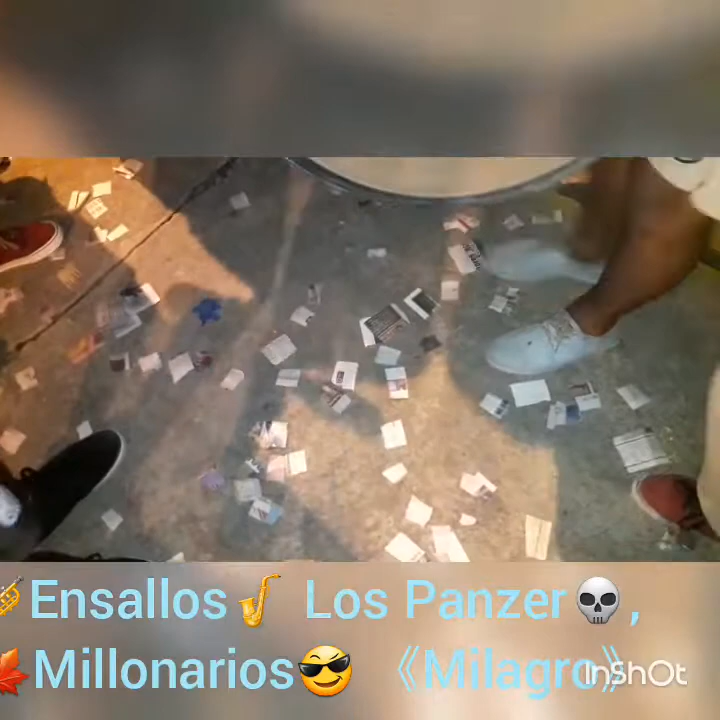 🎺Ensallos🎷 Los Panzer💀,
🍁Millonarios😎 《Milagro》
InShOt